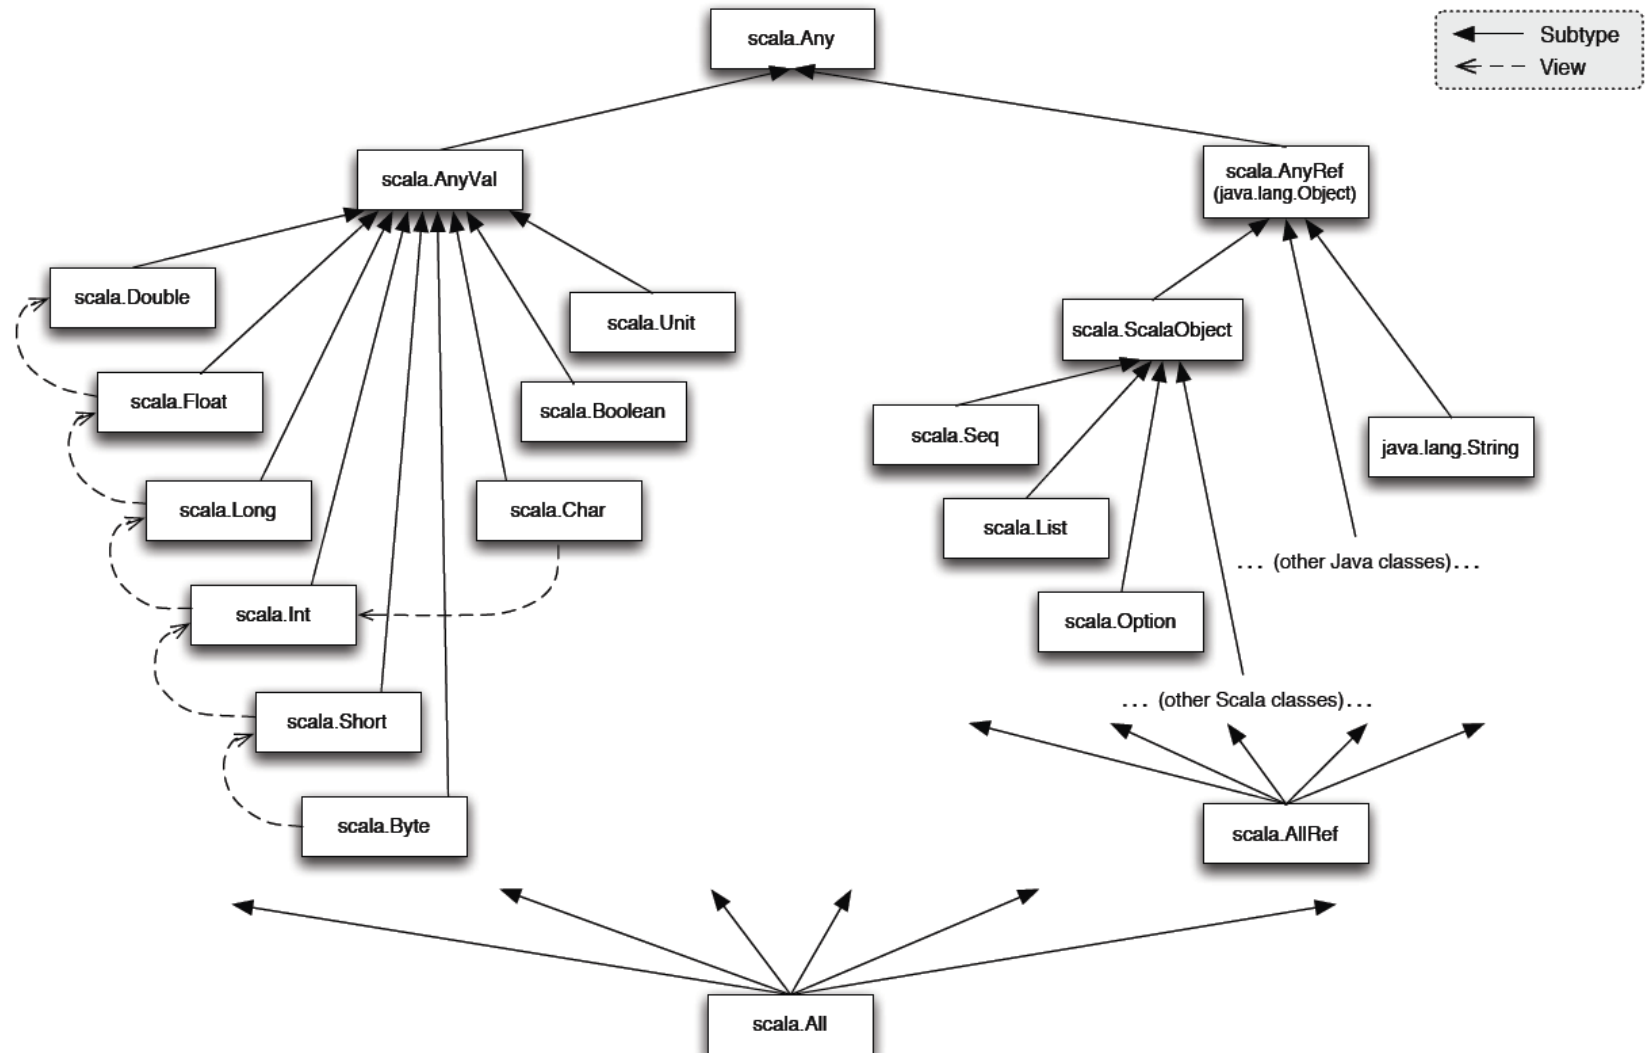 scala.Any
Subtype
View
scala.AnyVal
scala.AnyRef
(java.lang.Object)
scala.Double
scala.Unit
scala.ScalaObject
scala.Float
scala.Boolean
scala.Seq
java.lang.String
scala.Long
scala.Char
scala.List
... (other Java classes)...
scala.Int
scala.Option
scala.Short
... (other Scala classes)...
scala.Byte
scala.AllRef
scala.All